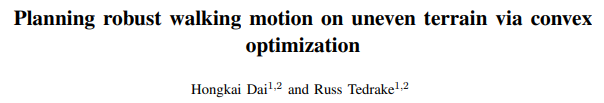 Planning robust walking motion on uneven terrain via convex
optimization
Hongkai Dai1,2 and Russ Tedrake1,2